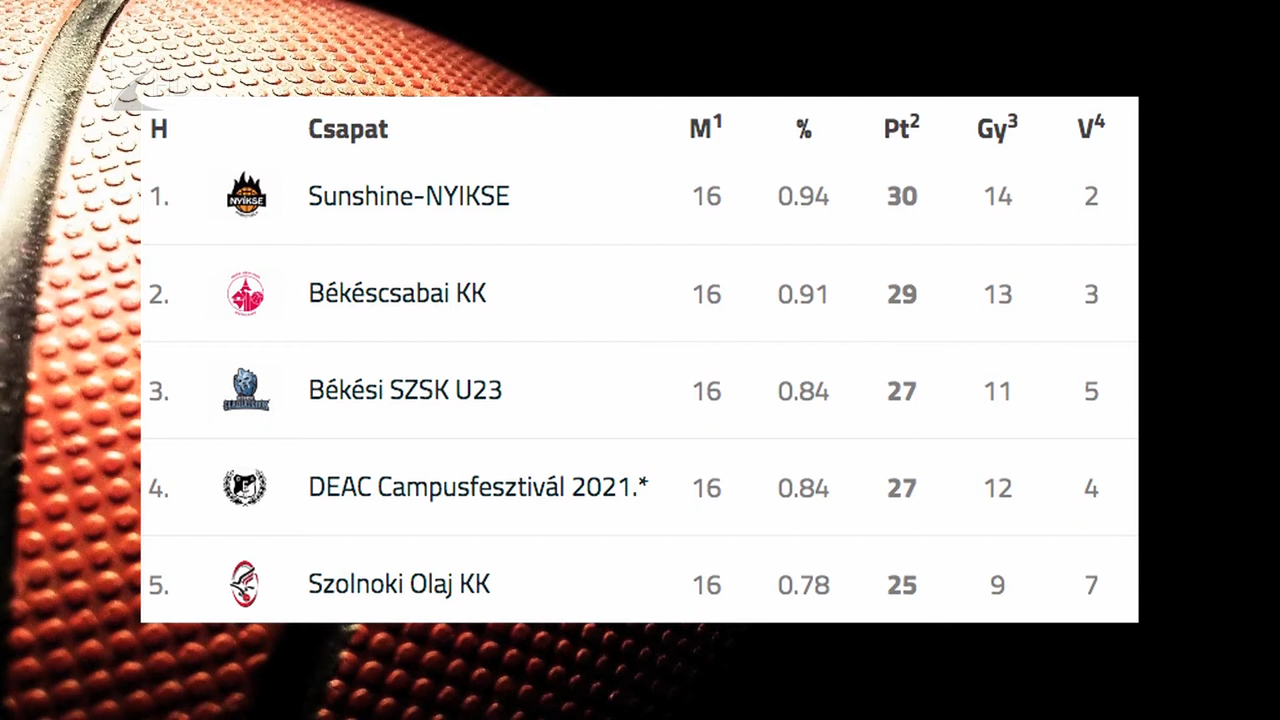 H Csapat M¹ % Pt² Gy³ V⁴
1. NYÍKSE Sunshine-NYIKSE 16 0.94 30 14 2
2. Békéscsabai KK 16 0.91 29 13 3
3. Békési SZSK U23 16 0.84 27 11 5
4. DEAC Campusfesztivál 2021.* 16 0.84 27 12 4
5. Szolnoki Olaj KK 16 0.78 25 9 7